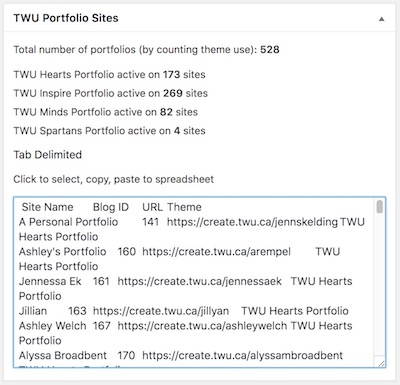 TWU Portfolio Sites
Total number of portfolios (by counting theme use): 528
TWU Hearts Portfolio active on 173 sites
TWU Inspire Portfolio active on 269 sites
TWU Minds Portfolio active on 82 sites
TWU Spartans Portfolio active on 4 sites
Tab Delimited
Click to select, copy, paste to spreadsheet
Site Name Blog ID URL Theme
A Personal Portfolio 141 https://create.twu.ca/jennskelding TWU
Hearts Portfolio
Ashley's Portfolio 160 https://create.twu.ca/arempel TWU
Hearts Portfolio
Jennessa Ek 161 https://create.twu.ca/jennessaek TWU Hearts
Portfolio
Jillian 163 https://create.twu.ca/jillyan TWU Hearts Portfolio
Ashley Welch 167 https://create.twu.ca/ashleywelch TWU Hearts
Portfolio
Alyssa Broadbent 170 https://create.twu.ca/alyssambroadbent
TWU Hearts Portfolio